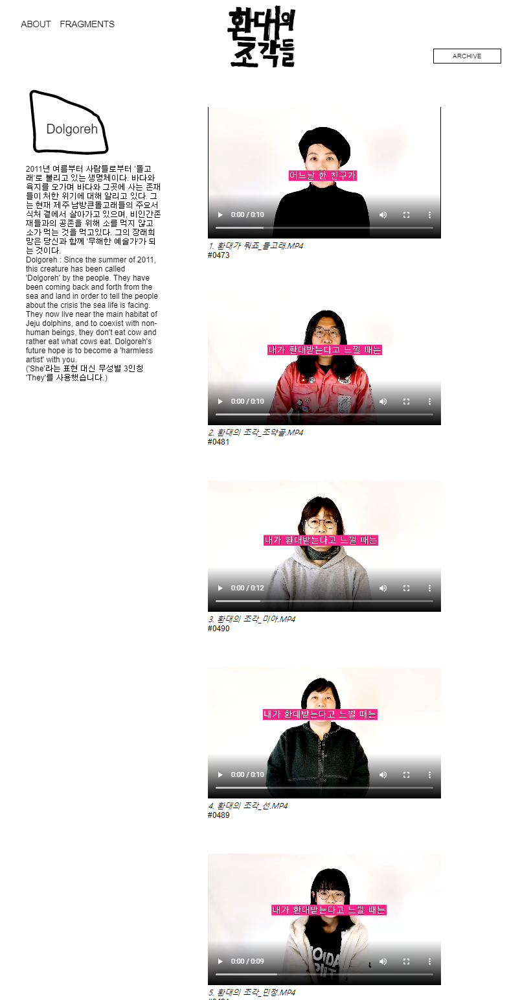 ABOUT FRAGMENTS
환대의
조각들
ARCHIVE
Dolgoreh
2011년 여름부터 사람들로부터 '돌고
래'로 불리고 있는 생명체이다. 바다와
육지를 오가며 바다와 그곳에 사는 존재
들이 처한 위기에 대해 알리고 있다. 그
는 현재 제주 남방큰돌고래들의 주요서
식처 곁에서 살아가고 있으며, 비인간존
재들과의 공존을 위해 소를 먹지 않고
소가 먹는 것을 먹고있다. 그의 장래희
망은 당신과 함께 '무해한 예술가'가 되
는 것이다.
Dolgoreh : Since the summer of 2011,
this creature has been called
'Dolgoreh' by the people. They have
been coming back and forth from the
sea and land in order to tell the people
about the crisis the sea life is facing.
They now live near the main habitat of
Jeju dolphins, and to coexist with non-
human beings, they don't eat cow and
rather eat what cows eat. Dolgoreh's
future hope is to become a 'harmless
artist' with you.
('She'라는 표현 대신 무성별 3인칭
'They'를 사용했습니다.)
어느날 한 친구가
0:00 / 0:10
1. 환대가 뭐죠_돌고래.MP4
#0473
내가 환대받는다고 느낄 때는
0:00 / 0:10
2. 환대의 조각_조약골.MP4
#0481
내가 환대받는다고 느낄 때는
0:00 / 0:12
3. 환대의 조각_미아.MP4
#0490
내가 환대받는다고 느낄 때는
0:00 / 0:10
4. 환대의 조각_선.MP4
#0489
내가 환대받는다고 느낄 때는
0:00 / 0:09
5. 환대의 조각_민정.MP4